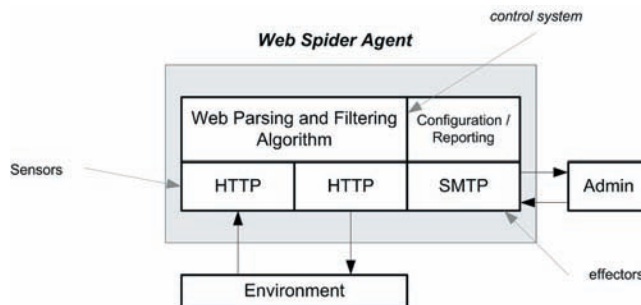 control system
Web Spider Agent
Web Parsing and Filtering
Algorithm
Configuration /
Reporting
Sensors
HTTP
HTTP
SMTP
Admin
effectors
Environment